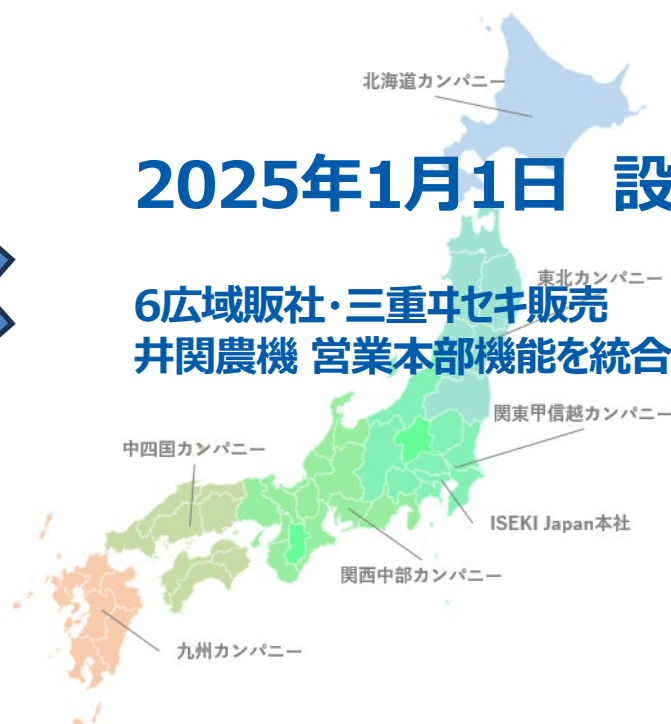 北海道カンパニー
2025年1月1日 設
東北カンパニー
6広域販社・三重ヰセキ販売
井関農機 営業本部機能を統合
関東甲信越カンパニー
中四国カンパニー
ISEKI Japan本社
関西中部カンパニー
九州カンパニー